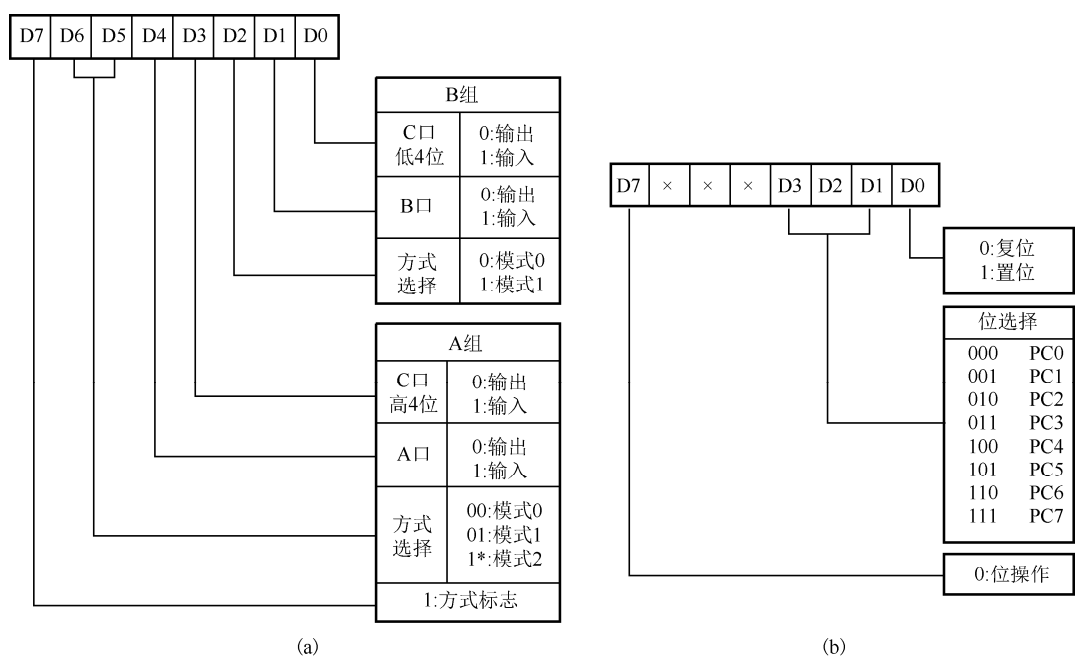 D7 D6 D5 D4 D3 D2 D1 D0
B组
C口
低4位
0:输出
1:输入
B口
0:输出
1:输入
方式
选择
0:模式0
1:模式1
A组
C口
高4位
0:输出
1:输入
A口
0:输出
1:输入
方式
选择
00:模式0
01:模式1
1*:模式2
1:方式标志
(a)
D7 × × × D3 D2 D1 D0
0:复位
1:置位
位选择
000 PC0
001 PC1
010 PC2
011 PC3
100 PC4
101 PC5
110 PC6
111 PC7
0:位操作
(b)